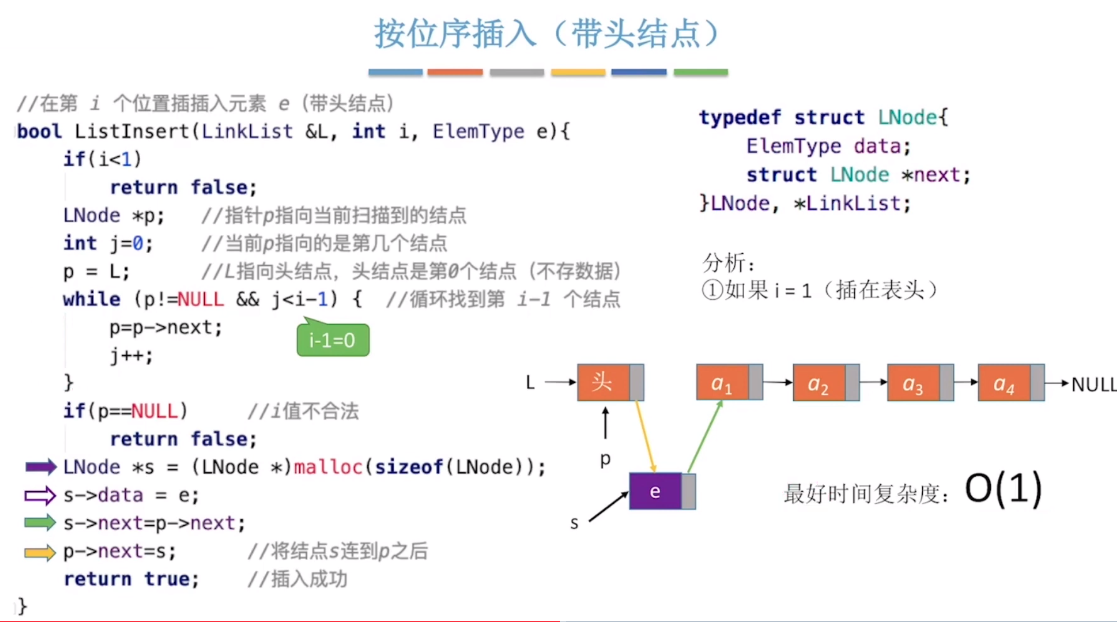 按位序插入（带头结点）
//在第 i 个位置插插入元素 e（带头结点）
bool ListInsert(LinkList &L, int i, ElemType e){
if(i<1)
return false;
LNode *p; //指针p指向当前扫描到的结点
int j=0; //当前p指向的是第几个结点
p = L; //L指向头结点，头结点是第0个结点（不存数据）
while (p!=NULL && j<i-1) { //循环找到第 i-1 个结点
p=p->next;
i-1=0
j++;
}
if(p==NULL) //i值不合法
return false;
LNode *s = (LNode *)malloc(sizeof(LNode));
s->data = e;
s->next=p->next;
p->next=s; //将结点s连到p之后
return true; //插入成功
}
typedef struct LNode{
ElemType data;
struct LNode *next;
}LNode, *LinkList;
分析：
①如果 i = 1（插在表头）
L 头 a1 a2 a3 a4 NULL
p
e
s
最好时间复杂度：O(1)